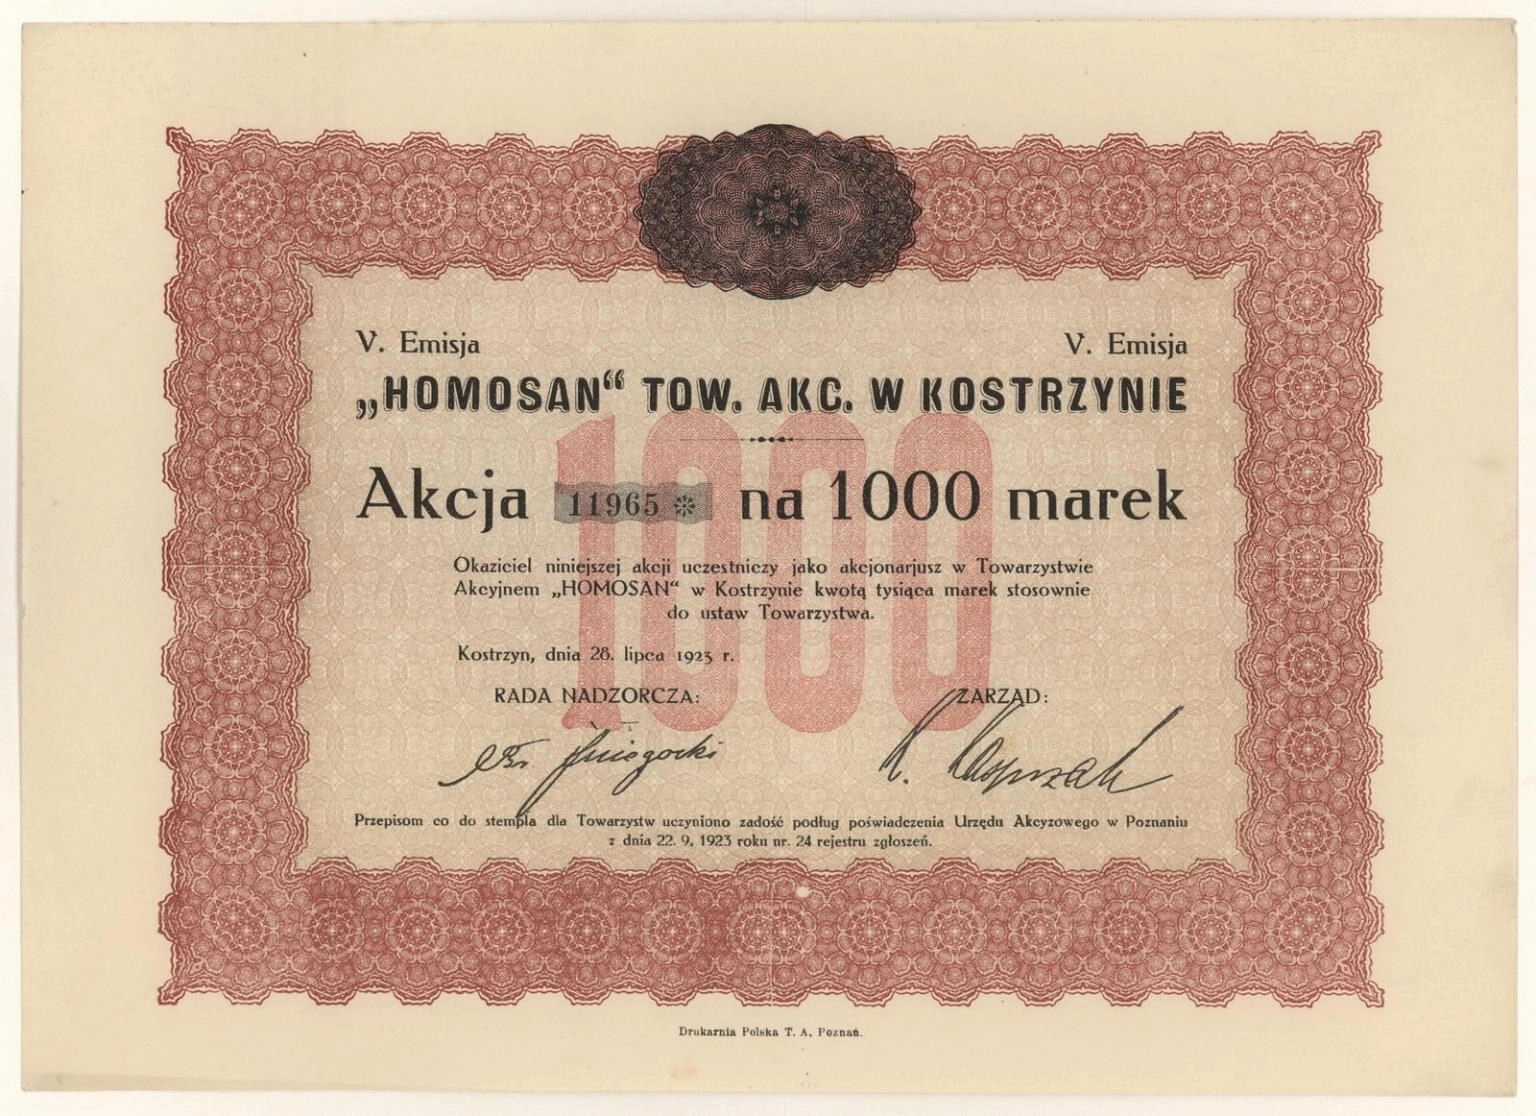 V. Emisja V. Emisja
„HOMOSAN“ TOW. AKC. W KOSTRZYNIE
1000
Akcja 11965 * na 1000 marek
Okaziciel niniejszej akcji uczestniczy jako akcjonarjusz w Towarzystwie
Akcyjnem „HOMOSAN“ w Kostrzynie kwotą tysiąca marek stosownie
do ustaw Towarzystwa.
Kostrzyn, dnia 28. lipca 1923 r.
RADA NADZORCZA: ZARZĄD:
R. Kasprzak
Przepisom co do stempla dla Towarzystw uczyniono zadość podług poświadczenia Urzędu Akcyzowego w Poznaniu
z dnia 22. 9. 1923 roku nr. 24 rejestru zgłoszeń.
Drukarnia Polska T. A. Poznań.